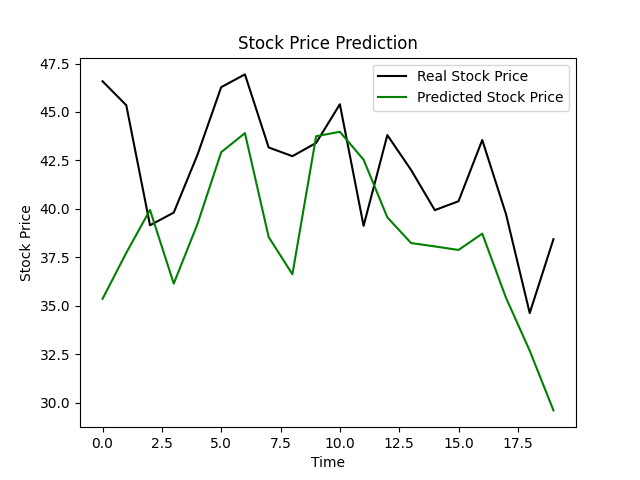 Stock Price Prediction
Real Stock Price
Predicted Stock Price
Stock Price
47.5
45.0
42.5
40.0
37.5
35.0
32.5
30.0
0.0 2.5 5.0 7.5 10.0 12.5 15.0 17.5
Time